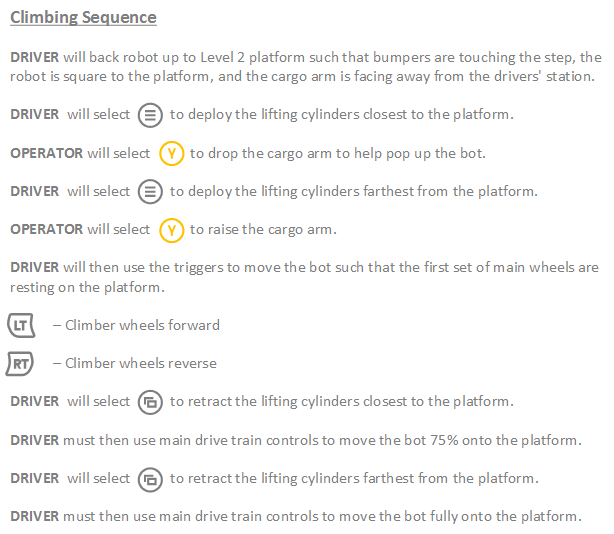 Climbing Sequence
DRIVER will back robot up to Level 2 platform such that bumpers are touching the step, the
robot is square to the platform, and the cargo arm is facing away from the drivers' station.
DRIVER will select to deploy the lifting cylinders closest to the platform.
OPERATOR will select Y to drop the cargo arm to help pop up the bot.
DRIVER will select to deploy the lifting cylinders farthest from the platform.
OPERATOR will select Y to raise the cargo arm.
DRIVER will then use the triggers to move the bot such that the first set of main wheels are
resting on the platform.
LT – Climber wheels forward
RT – Climber wheels reverse
DRIVER will select to retract the lifting cylinders closest to the platform.
DRIVER must then use main drive train controls to move the bot 75% onto the platform.
DRIVER will select to retract the lifting cylinders farthest from the platform.
DRIVER must then use main drive train controls to move the bot fully onto the platform.